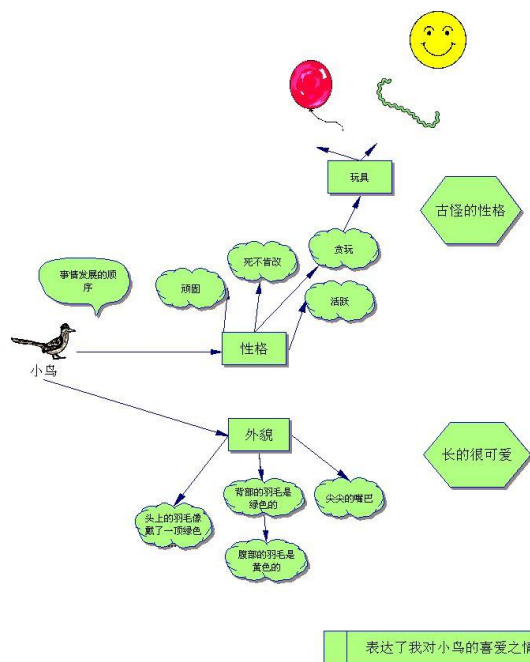 玩具
古怪的性格
死不肯改
贪玩
事情发展的顺
序
顽固
活跃
性格
小鸟
外貌
长的很可爱
背部的羽毛是
绿色的
尖尖的嘴巴
头上的羽毛像
戴了一顶绿色
腹部的羽毛是
黄色的
表达了我对小鸟的喜爱之情